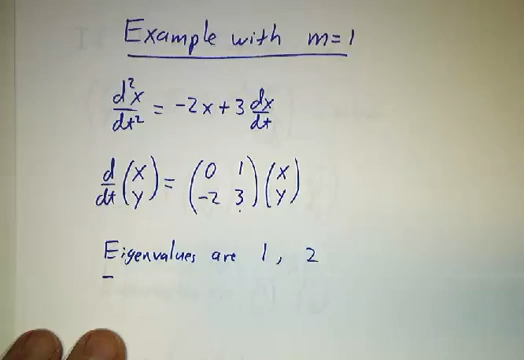 Example with m=1
d²x/dt² = -2x+3 dx/dt
d/dt (x y) = (0 1 -2 3) (x y)
Eigenvalues are 1, 2